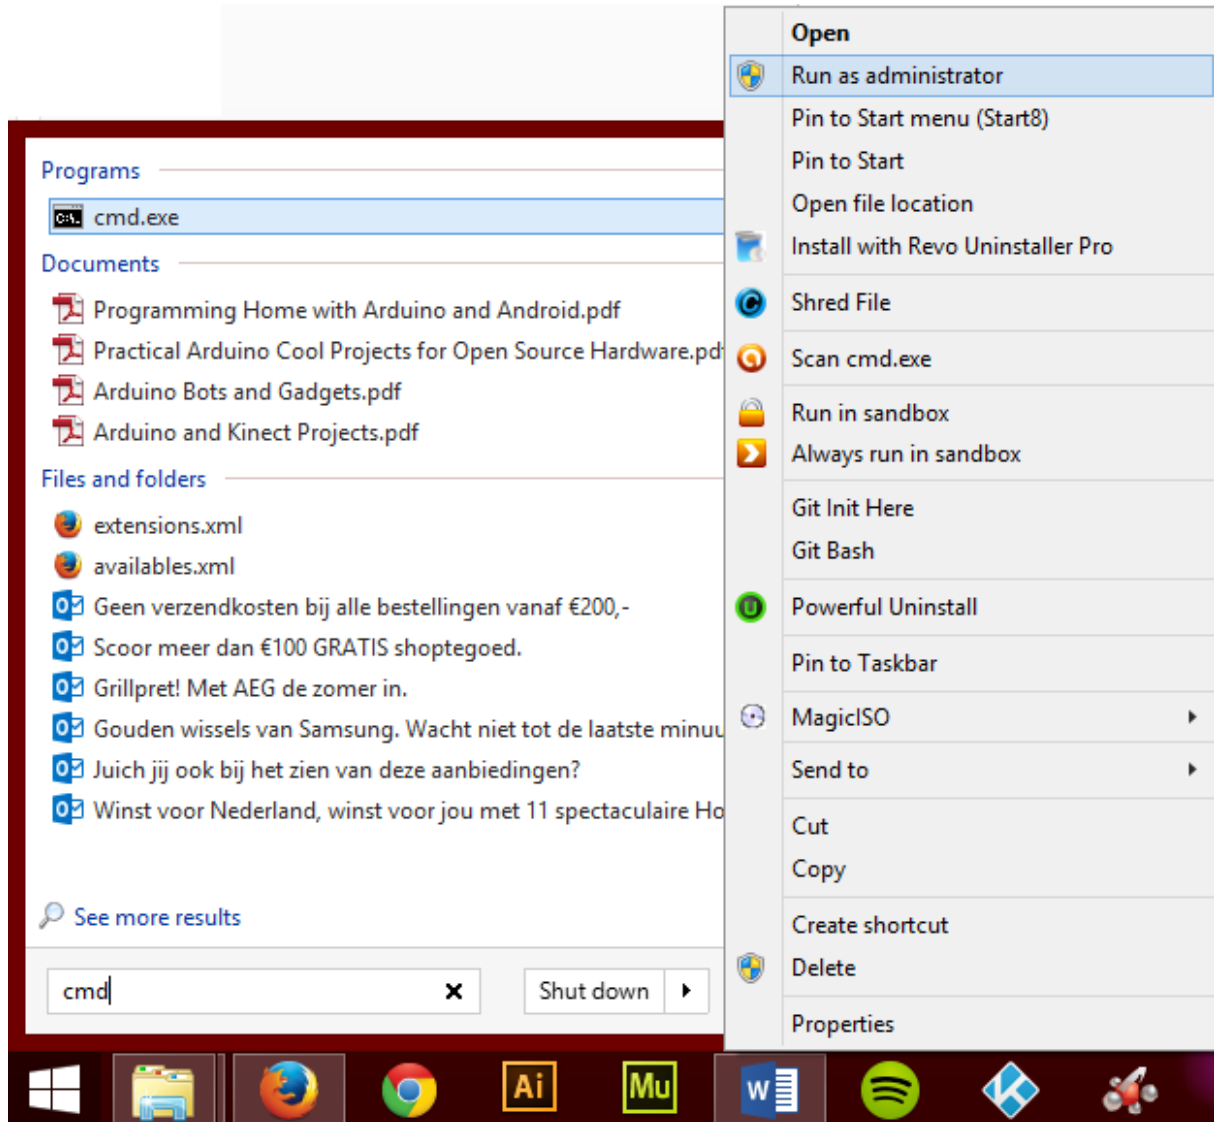 Programs
cmd.exe
Documents
Programming Home with Arduino and Android.pdf
Practical Arduino Cool Projects for Open Source Hardware.pd
Arduino Bots and Gadgets.pdf
Arduino and Kinect Projects.pdf
Files and folders
extensions.xml
availables.xml
Geen verzendkosten bij alle bestellingen vanaf €200,-
Scoor meer dan €100 GRATIS shoptegoed.
Grillpret! Met AEG de zomer in.
Gouden wissels van Samsung. Wacht niet tot de laatste minuu
Juich jij ook bij het zien van deze aanbiedingen?
Winst voor Nederland, winst voor jou met 11 spectaculaire Ho
See more results
cmd
Shut down
Open
Run as administrator
Pin to Start menu (Start8)
Pin to Start
Open file location
Install with Revo Uninstaller Pro
Shred File
Scan cmd.exe
Run in sandbox
Always run in sandbox
Git Init Here
Git Bash
Powerful Uninstall
Pin to Taskbar
MagicISO
Send to
Cut
Copy
Create shortcut
Delete
Properties
Ai
Mu
W